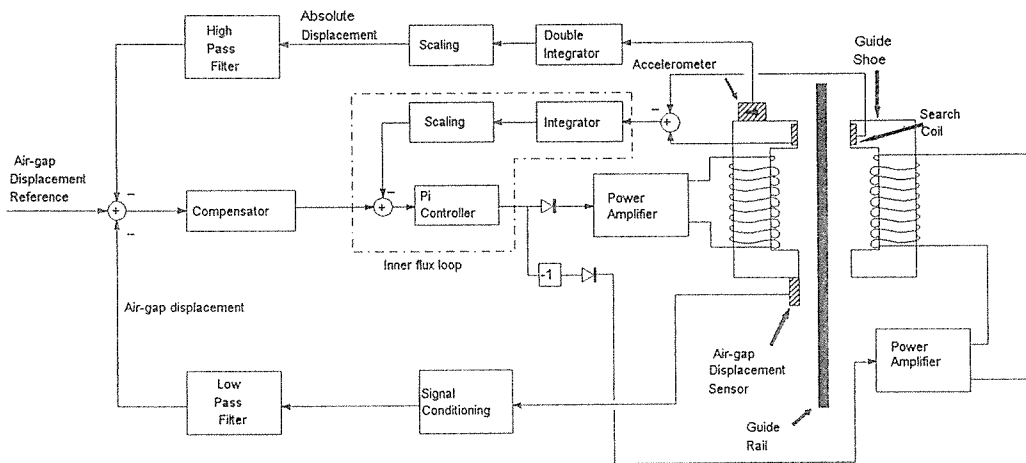 High
Pass
Filter
Absolute
Displacement
Scaling
Double
Integrator
Accelerometer
Guide
Shoe
Search
Coil
Scaling
Integrator
Air-gap
Displacement
Reference
Compensator
Pi
Controller
Power
Amplifier
Inner flux loop
-1
Air-gap displacement
Air-gap
Displacement
Sensor
Power
Amplifier
Low
Pass
Filter
Signal
Conditioning
Guide
Rail